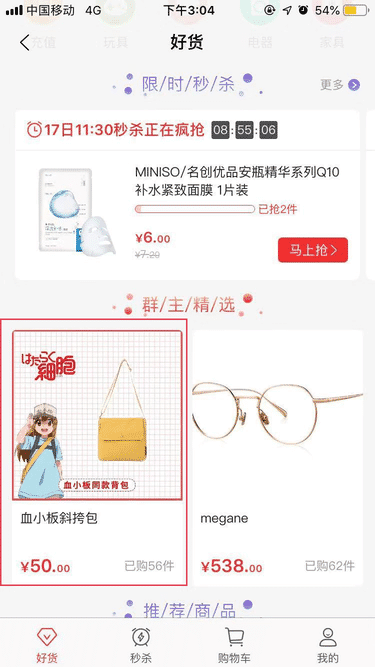 中国移动 4G 下午3:04 54%
充值 玩具 电器 家具
好货
限/时/秒/杀 更多
17日11:30秒杀正在疯抢 08:55:06
MINISO/名创优品安瓶精华系列Q10
补水紧致面膜 1片装
已抢2件
¥6.00
¥7.20
马上抢
群/主/精/选
はたらく
細胞
血小板同款背包
血小板斜挎包
megane
¥50.00 已购56件
¥538.00 已购62件
推/荐/商/品
好货 秒杀 购物车 我的